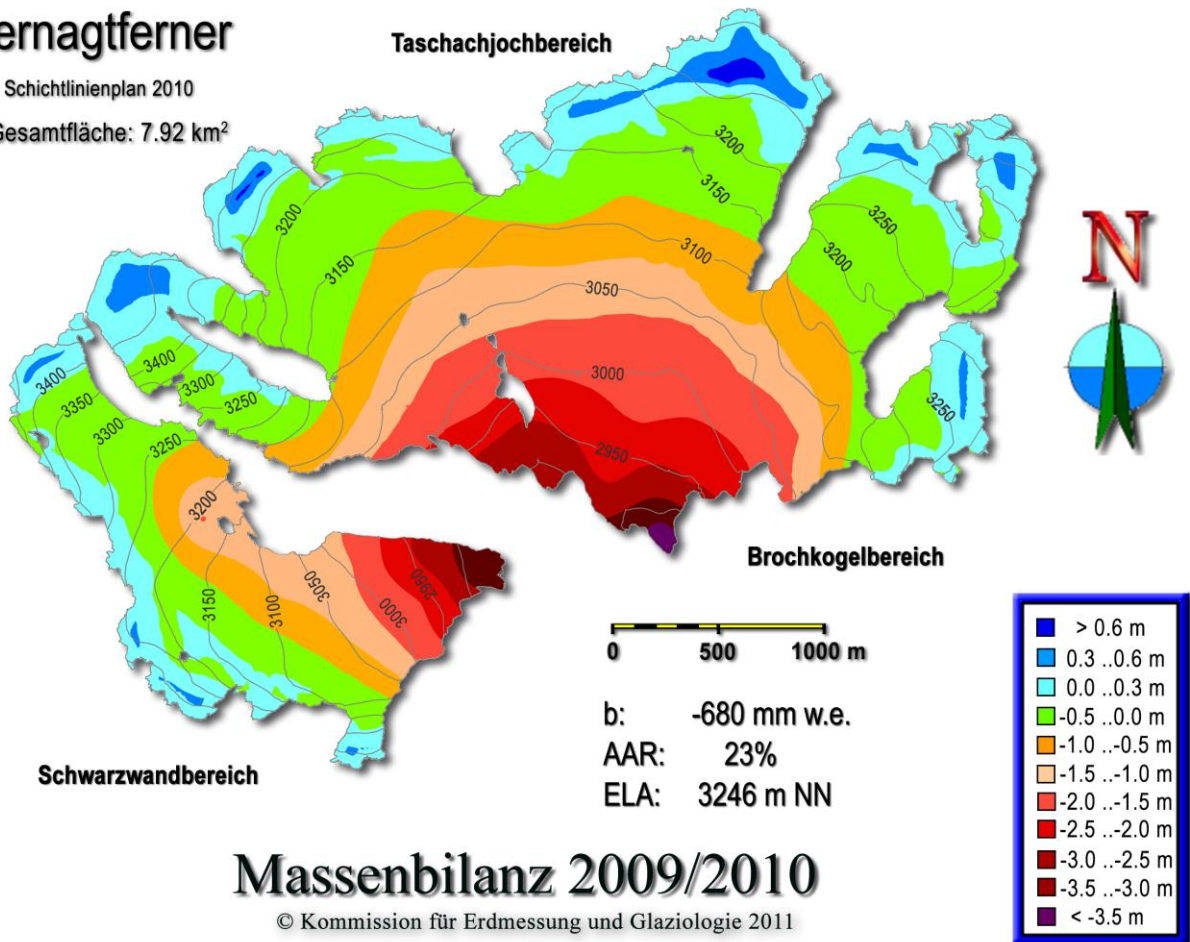 ernagtferner
Schichtlinienplan 2010
Gesamtfläche: 7.92 km²
Taschachjochbereich
N
3200
3150
3200
3250
3200
3150
3100
3050
3000
2950
3250
3400
3300
3250
3400
3350
3300
3250
3200
3150
3100
3050
3000
2950
Brochkogelbereich
Schwarzwandbereich
0 500 1000 m
b: -680 mm w.e.
AAR: 23%
ELA: 3246 m NN
> 0.6 m
0.3 ..0.6 m
0.0 ..0.3 m
-0.5 ..0.0 m
-1.0 ..-0.5 m
-1.5 ..-1.0 m
-2.0 ..-1.5 m
-2.5 ..-2.0 m
-3.0 ..-2.5 m
-3.5 ..-3.0 m
< -3.5 m
Massenbilanz 2009/2010
© Kommission für Erdmessung und Glaziologie 2011